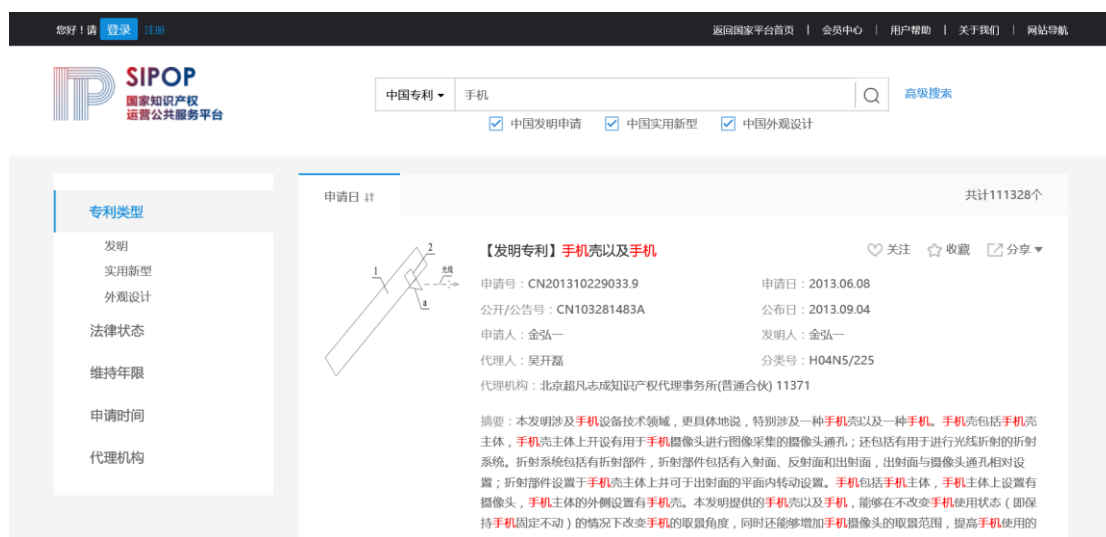 您好！请 登录 注册
返回国家平台首页 | 会员中心 | 用户帮助 | 关于我们 | 网站导航
SIPOP
国家知识产权
运营公共服务平台
中国专利 手机 高级搜索
中国发明申请 中国实用新型 中国外观设计
专利类型
发明
实用新型
外观设计
法律状态
维持年限
申请时间
代理机构
申请日 共计111328个
1
2
光线
a
【发明专利】手机壳以及手机 关注 收藏 分享
申请号：CN201310229033.9 申请日：2013.06.08
公开/公告号：CN103281483A 公布日：2013.09.04
申请人：金弘一 发明人：金弘一
代理人：吴开磊 分类号：H04N5/225
代理机构：北京超凡志成知识产权代理事务所(普通合伙) 11371
摘要：本发明涉及手机设备技术领域，更具体地说，特别涉及一种手机壳以及一种手机。手机壳包括手机壳
主体，手机壳主体上开设有用于手机摄像头进行图像采集的摄像头通孔；还包括有用于进行光线折射的折射
系统。折射系统包括有折射部件，折射部件包括有入射面、反射面和出射面，出射面与摄像头通孔相对设
置；折射部件设置于手机壳主体上并可于出射面的平面内转动设置。手机包括手机主体，手机主体上设置有
摄像头，手机主体的外侧设置有手机壳。本发明提供的手机壳以及手机，能够在不改变手机使用状态（即保
持手机固定不动）的情况下改变手机的取景角度，同时还能够增加手机摄像头的取景范围，提高手机使用的